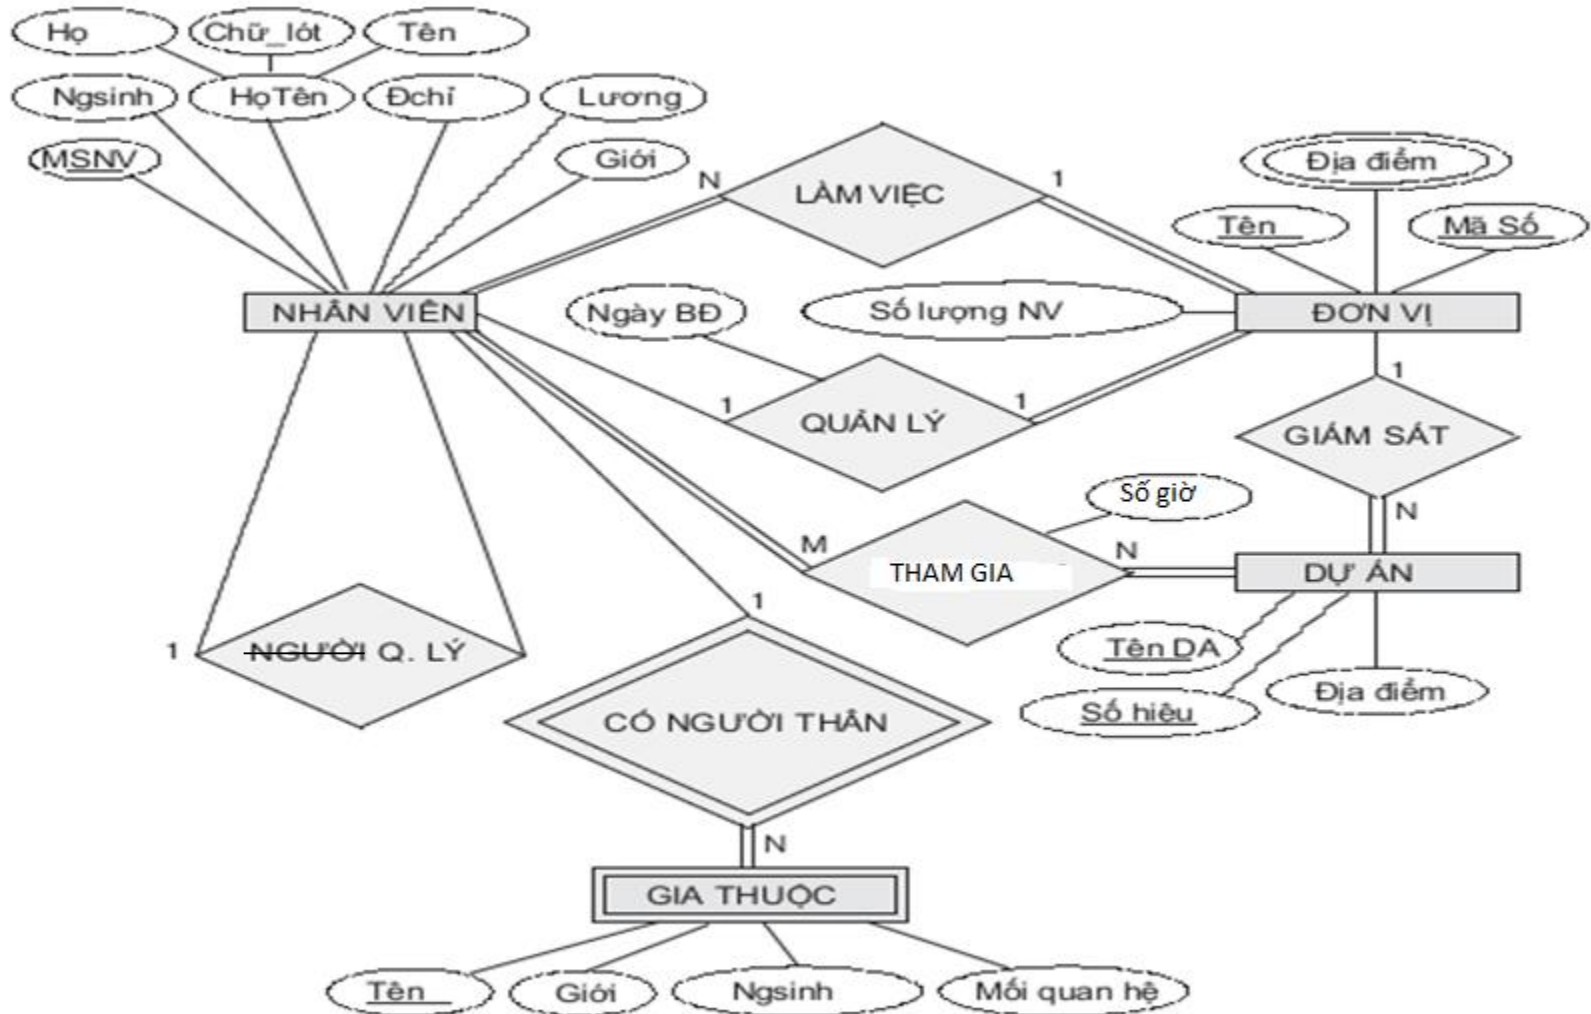 Họ
Chữ_lót
Tên
Ngsinh
HọTên
Đchỉ
Lương
MSNV
Giới
N
LÀM VIỆC
1
Địa điểm
Tên
Mã Số
NHÂN VIÊN
Ngày BĐ
Số lượng NV
ĐƠN VỊ
1
QUẢN LÝ
1
1
GIÁM SÁT
N
Số giờ
M
THAM GIA
N
DỰ ÁN
Tên DA
Số hiệu
Địa điểm
1
NGƯỜI Q. LÝ
1
CÓ NGƯỜI THÂN
N
GIA THUỘC
Tên
Giới
Ngsinh
Mối quan hệ